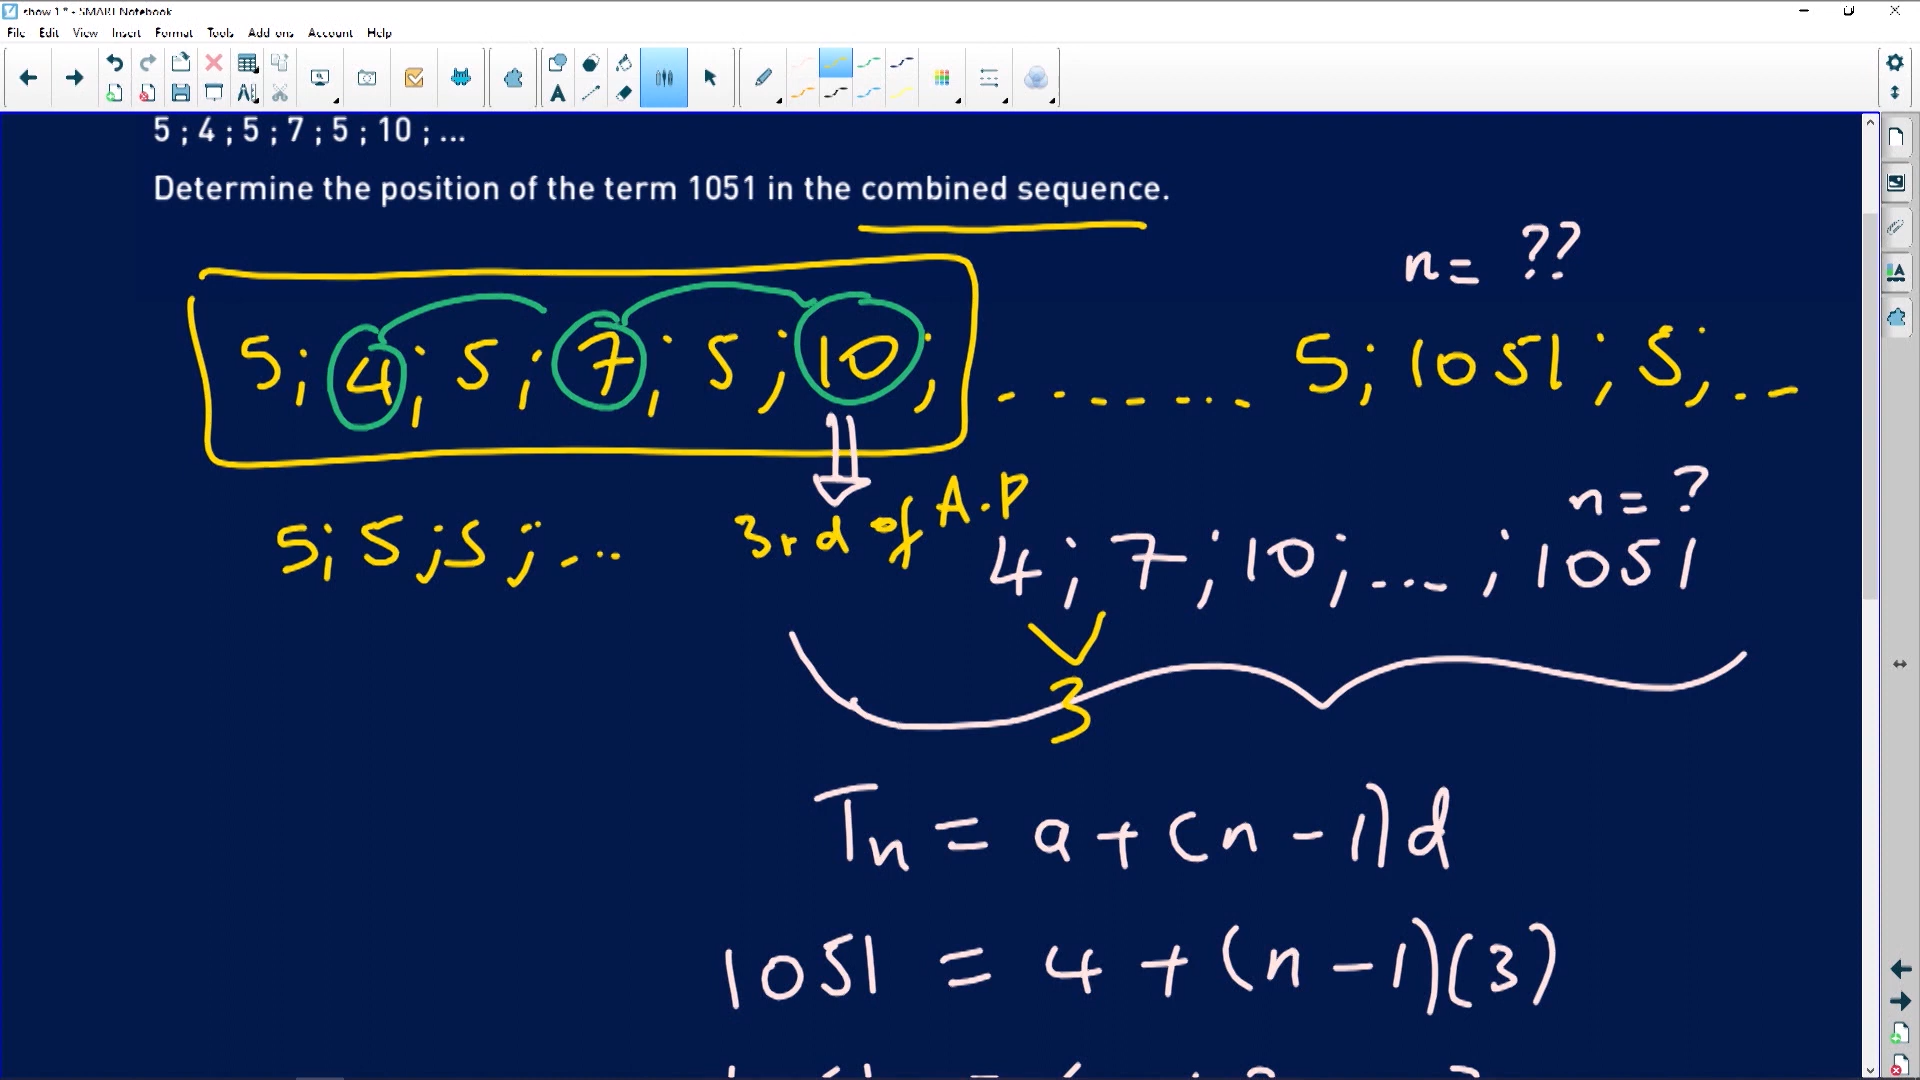 show 1 * - SMART Notebook
File Edit View Insert Format Tools Add-ons Account Help
5 ; 4 ; 5 ; 7 ; 5 ; 10 ; ...
Determine the position of the term 1051 in the combined sequence.
n = ??
5; 4; 5; 7; 5; 10; ....... 5; 1051; 5; ...
n = ?
5; 5; 5; ...
3rd of A.P
4; 7; 10; ...; 1051
3
Tn = a + (n - 1)d
1051 = 4 + (n - 1)(3)